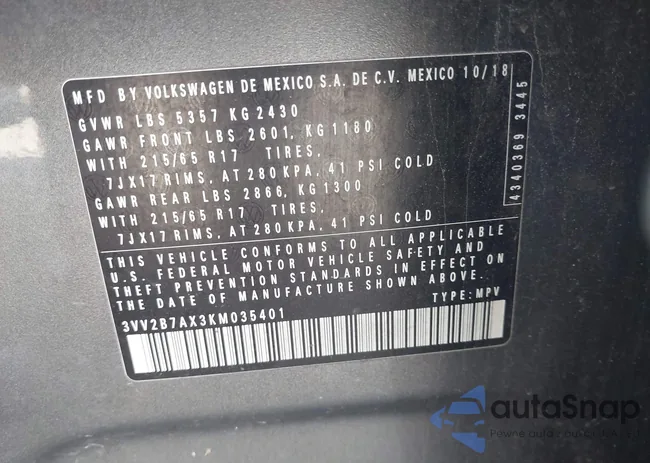 MFD BY VOLKSWAGEN DE MEXICO S.A. DE C.V. MEXICO 10/18
GVWR LBS 5357 KG 2430
GAWR FRONT LBS 2601, KG 1180
WITH 215/65 R17 TIRES,
7JX17 RIMS, AT 280 KPA, 41 PSI COLD
GAWR REAR LBS 2866, KG 1300
WITH 215/65 R17 TIRES,
7JX17 RIMS, AT 280 KPA, 41 PSI COLD
THIS VEHICLE CONFORMS TO ALL APPLICABLE
U.S. FEDERAL MOTOR VEHICLE SAFETY AND
THEFT PREVENTION STANDARDS IN EFFECT ON
THE DATE OF MANUFACTURE SHOWN ABOVE.
3VV2B7AX3KM035401 TYPE: MPV
4340369 3445
autaSnap
Pewne auta z